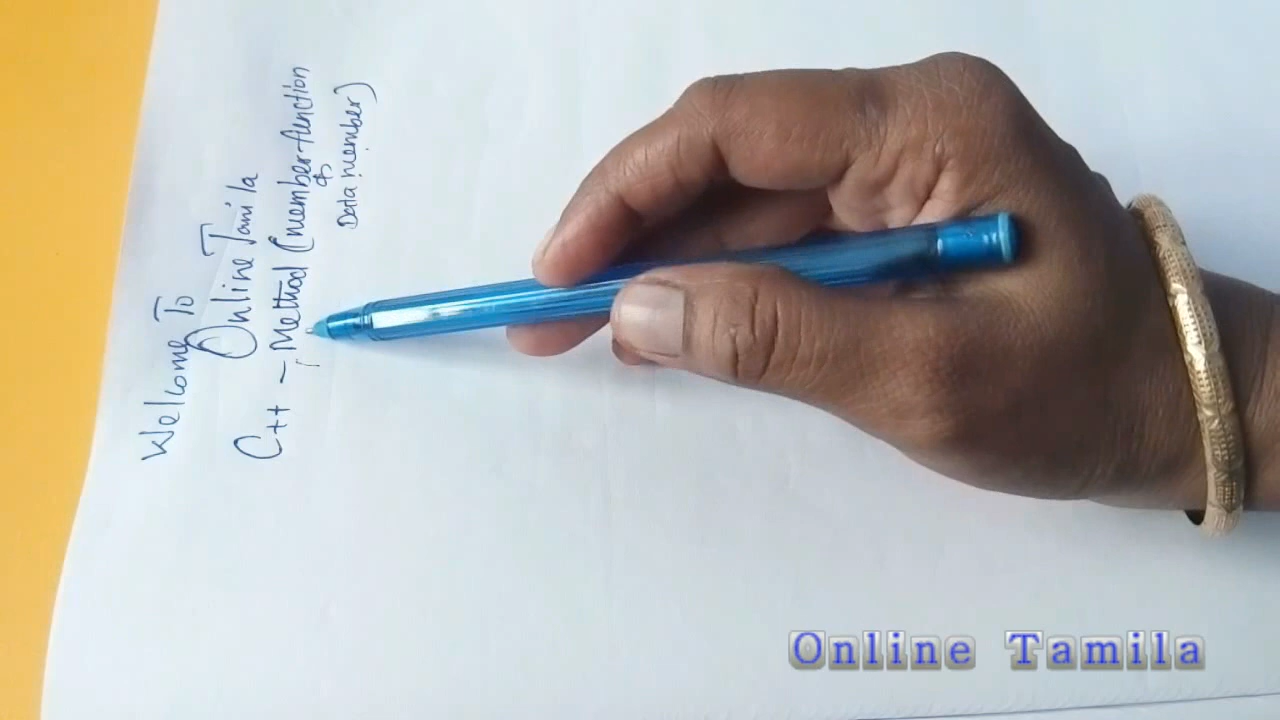 Welcome To
Online Tamila
C++ - Method (member function
&
Data member)
Online Tamila